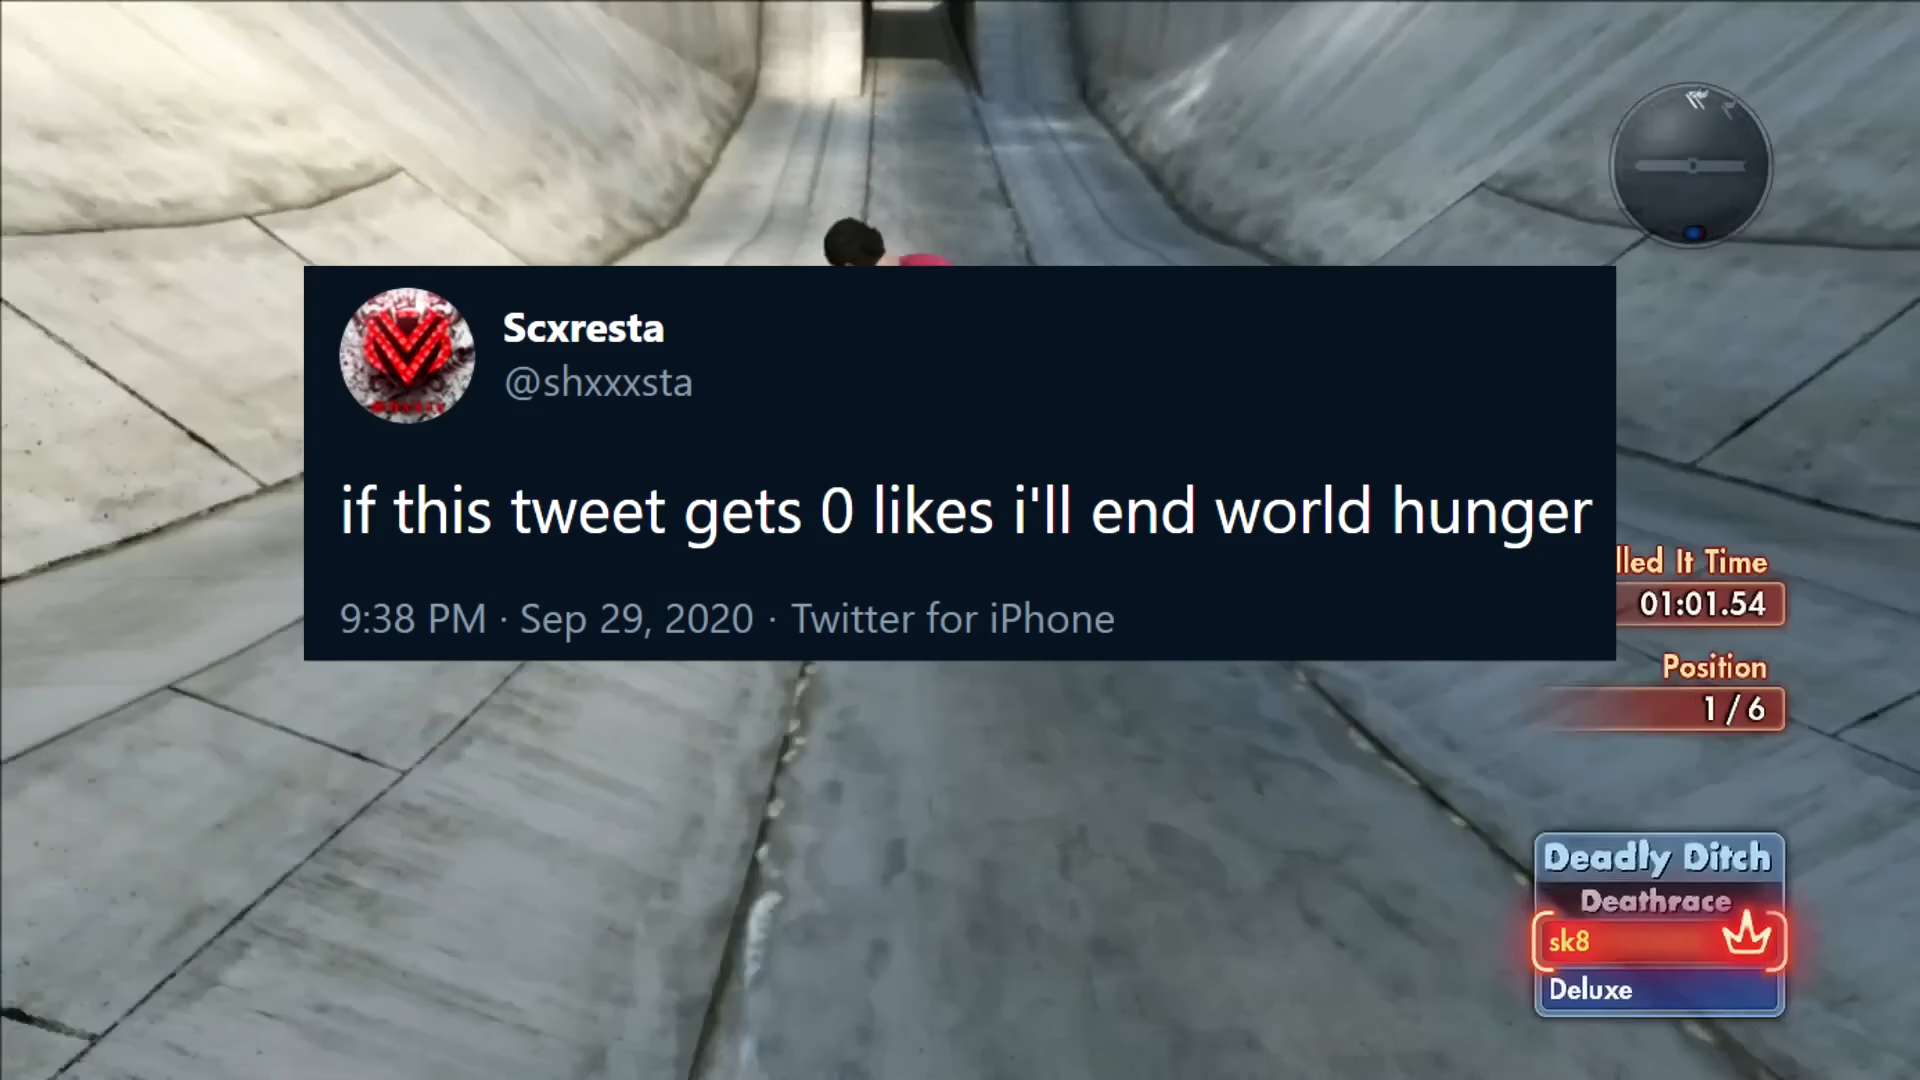 Scxresta
@shxxxsta
if this tweet gets 0 likes i'll end world hunger
9:38 PM · Sep 29, 2020 · Twitter for iPhone
It Time
01:01.54
Position
1 / 6
Deadly Ditch
Deathrace
sk8
Deluxe